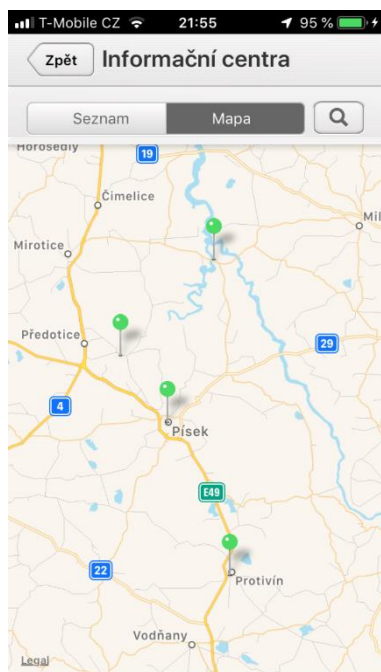 T-Mobile CZ 21:55 95 %
Zpět Informační centra
Seznam Mapa
Horosedly
19
Čimelice
Mil
Mirotice
Předotice
29
4
Písek
E49
22
Protivín
Vodňany
Legal